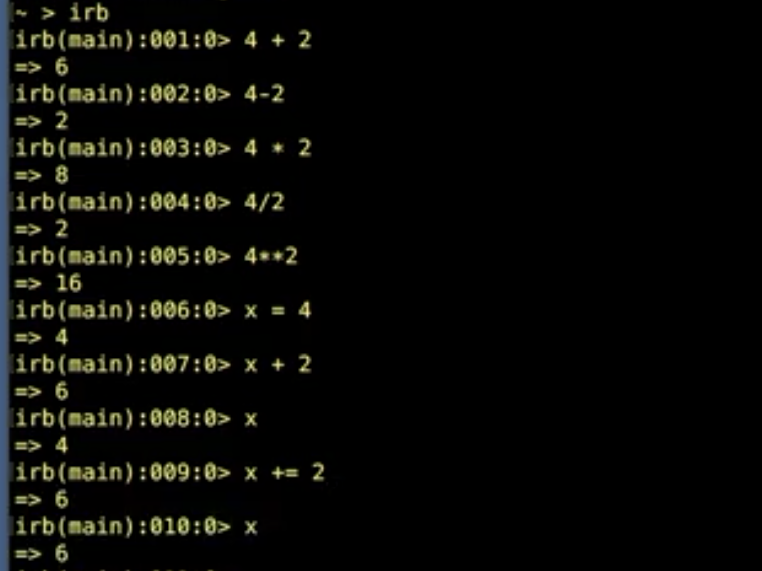 ~ > irb
irb(main):001:0> 4 + 2
=> 6
irb(main):002:0> 4-2
=> 2
irb(main):003:0> 4 * 2
=> 8
irb(main):004:0> 4/2
=> 2
irb(main):005:0> 4**2
=> 16
irb(main):006:0> x = 4
=> 4
irb(main):007:0> x + 2
=> 6
irb(main):008:0> x
=> 4
irb(main):009:0> x += 2
=> 6
irb(main):010:0> x
=> 6